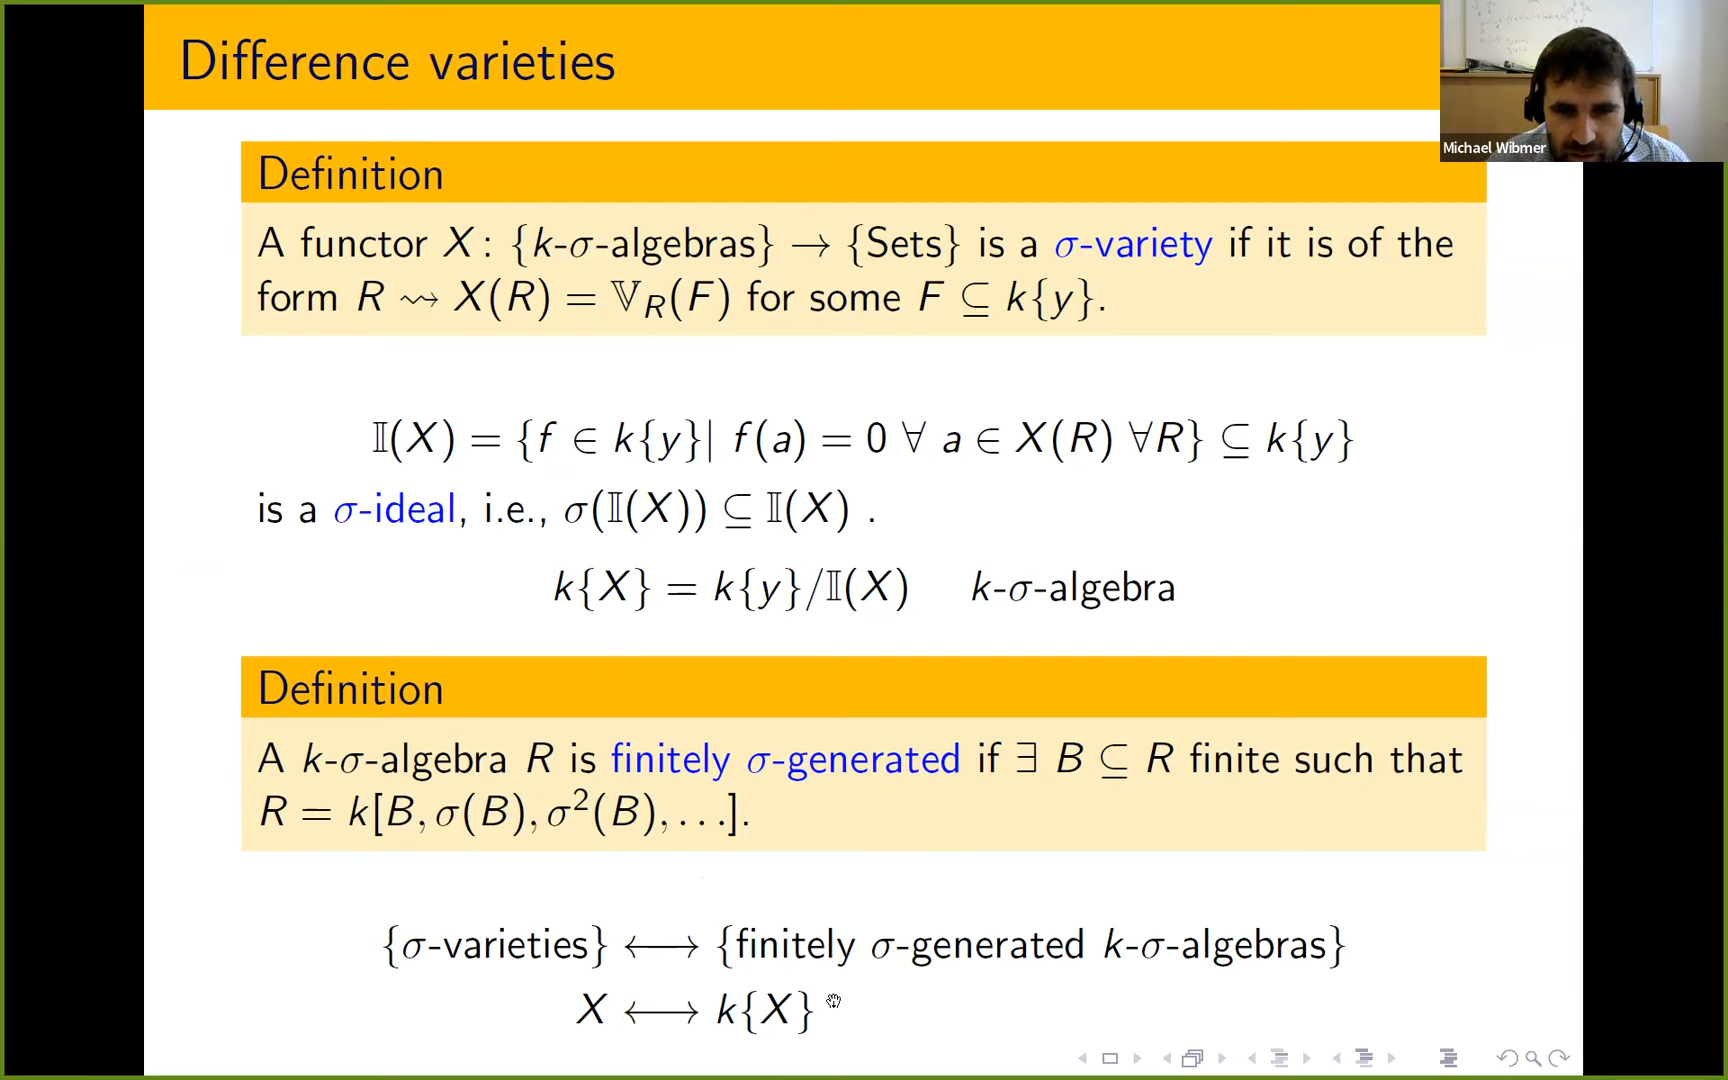 Difference varieties
Michael Wibmer
Definition
A functor X: {k-σ-algebras} → {Sets} is a σ-variety if it is of the
form R ⇝ X(R) = 𝕍_R(F) for some F ⊆ k{y}.
𝕀(X) = {f ∈ k{y}| f(a) = 0 ∀ a ∈ X(R) ∀R} ⊆ k{y}
is a σ-ideal, i.e., σ(𝕀(X)) ⊆ 𝕀(X) .
k{X} = k{y}/𝕀(X) k-σ-algebra
Definition
A k-σ-algebra R is finitely σ-generated if ∃ B ⊆ R finite such that
R = k[B, σ(B), σ²(B), . . .].
{σ-varieties} ⟷ {finitely σ-generated k-σ-algebras}
X ⟷ k{X}